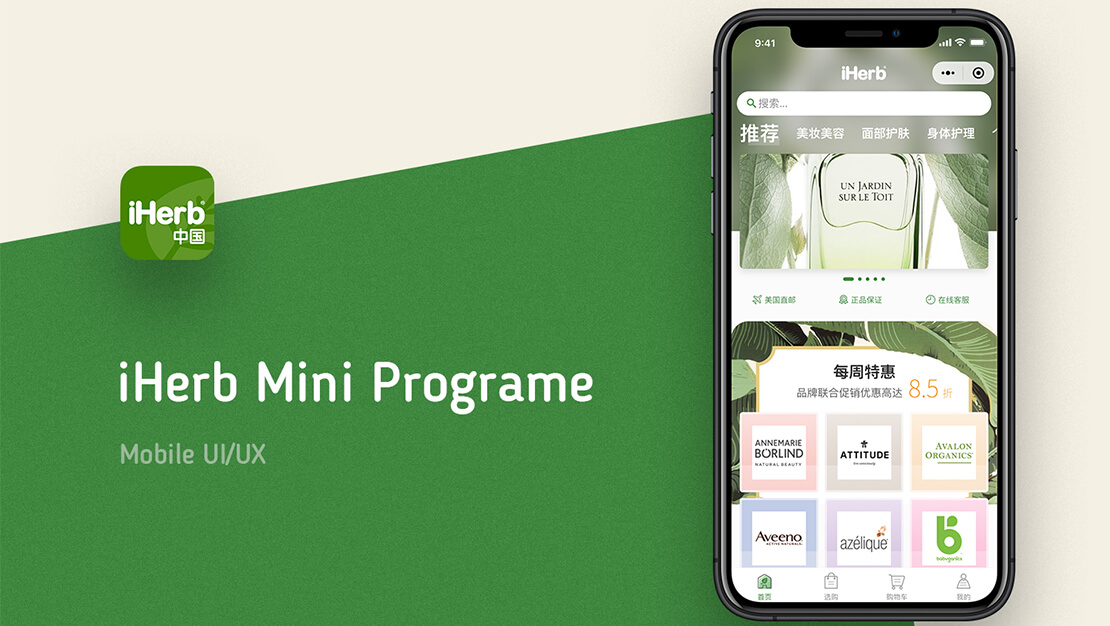 iHerb
中国
iHerb Mini Programe
Mobile UI/UX
9:41
iHerb
搜索...
推荐 美妆美容 面部护肤 身体护理
UN JARDIN
SUR LE TOIT
美国直邮 正品保证 在线客服
每周特惠
品牌联合促销优惠高达 8.5 折
ANNEMARIE
BÖRLIND
NATURAL BEAUTY
ATTITUDE
AVALON
ORGANICS
Aveeno
ACTIVE NATURALS
azélique
babyganics
首页 选购 购物车 我的